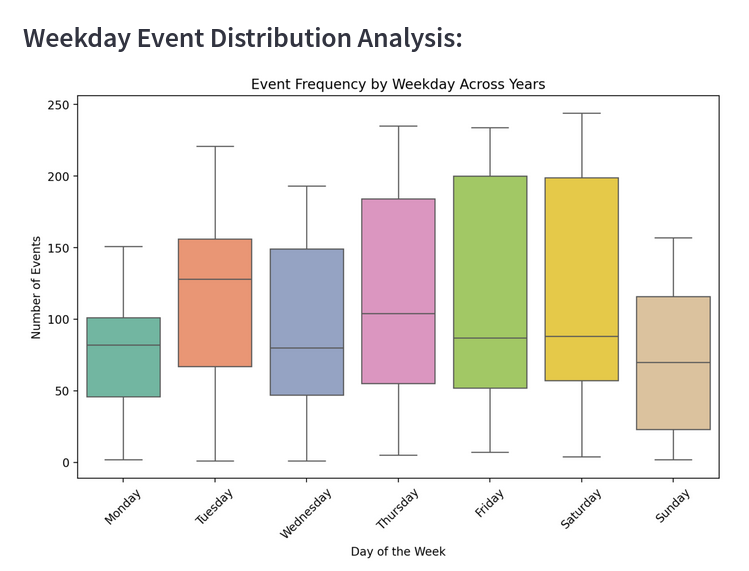 Weekday Event Distribution Analysis:
Event Frequency by Weekday Across Years
250
200
150
100
50
0
Number of Events
Monday
Tuesday
Wednesday
Thursday
Friday
Saturday
Sunday
Day of the Week